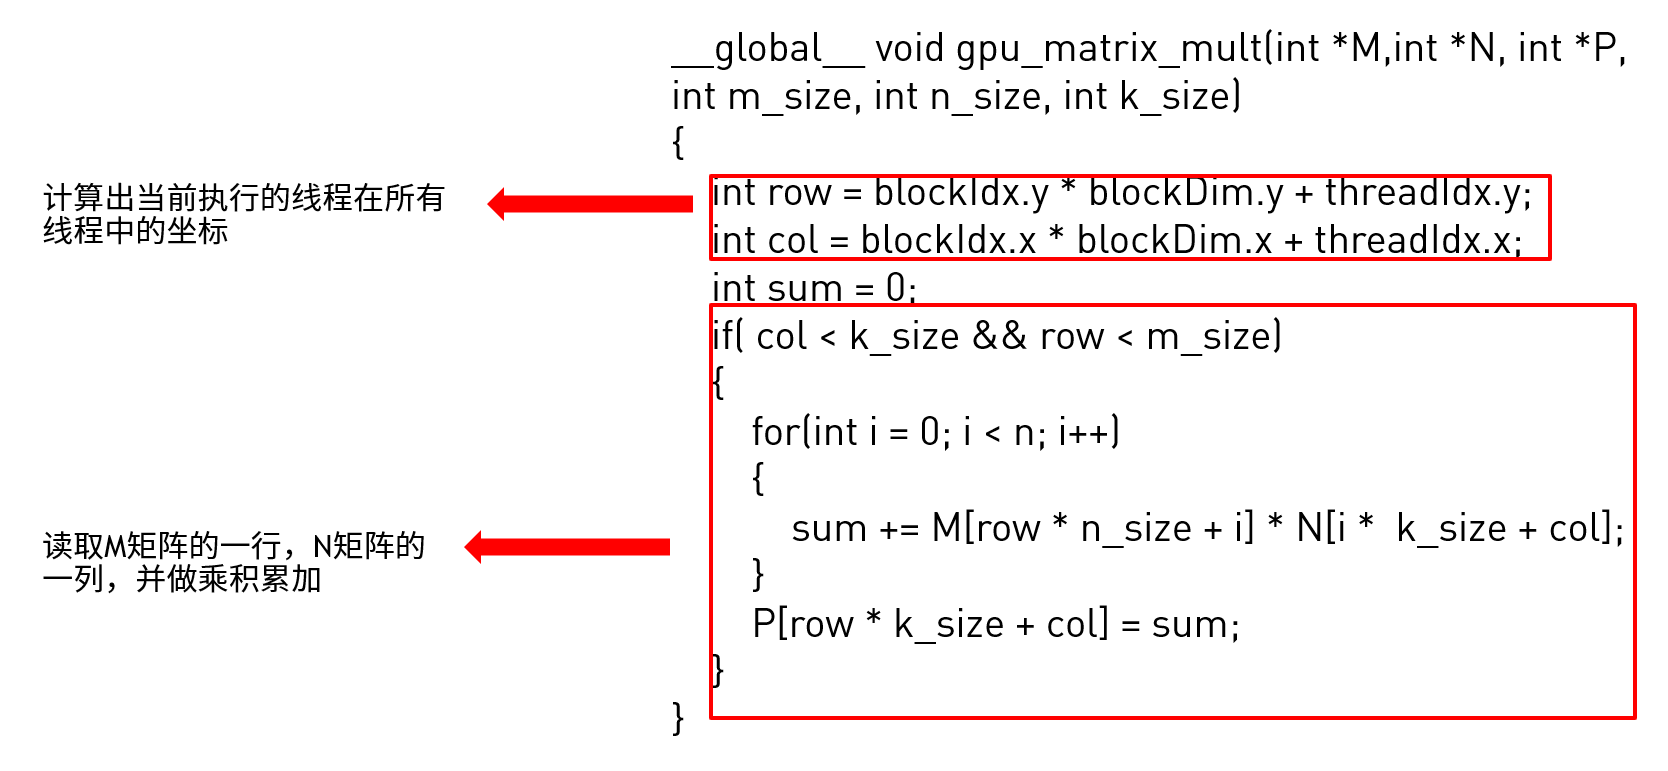 __global__ void gpu_matrix_mult(int *M,int *N, int *P,
int m_size, int n_size, int k_size)
{
计算出当前执行的线程在所有
线程中的坐标
int row = blockIdx.y * blockDim.y + threadIdx.y;
int col = blockIdx.x * blockDim.x + threadIdx.x;
int sum = 0;
if( col < k_size && row < m_size)
{
for(int i = 0; i < n; i++)
{
读取M矩阵的一行，N矩阵的
一列，并做乘积累加
sum += M[row * n_size + i] * N[i *  k_size + col];
}
P[row * k_size + col] = sum;
}
}